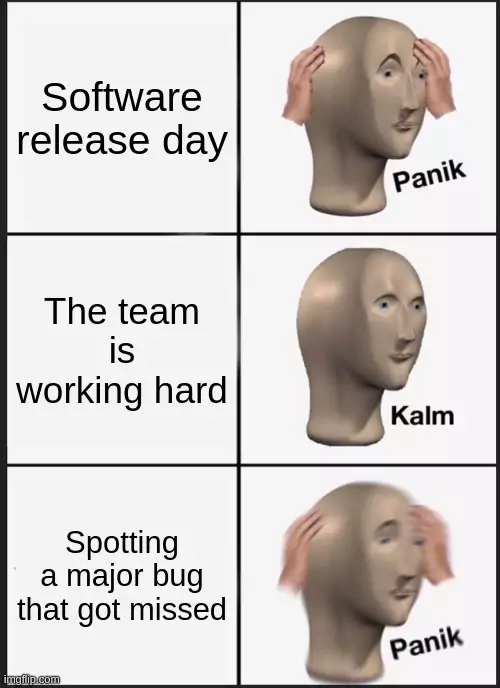 Software
release day
Panik
The team
is
working hard
Kalm
Spotting
a major bug
that got missed
Panik
imgflip.com